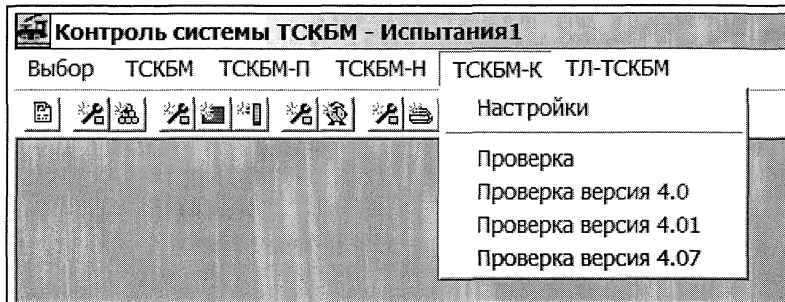 Контроль системы ТСКБМ - Испытания1
Выбор ТСКБМ ТСКБМ-П ТСКБМ-Н ТСКБМ-К ТЛ-ТСКБМ
Настройки
Проверка
Проверка версия 4.0
Проверка версия 4.01
Проверка версия 4.07